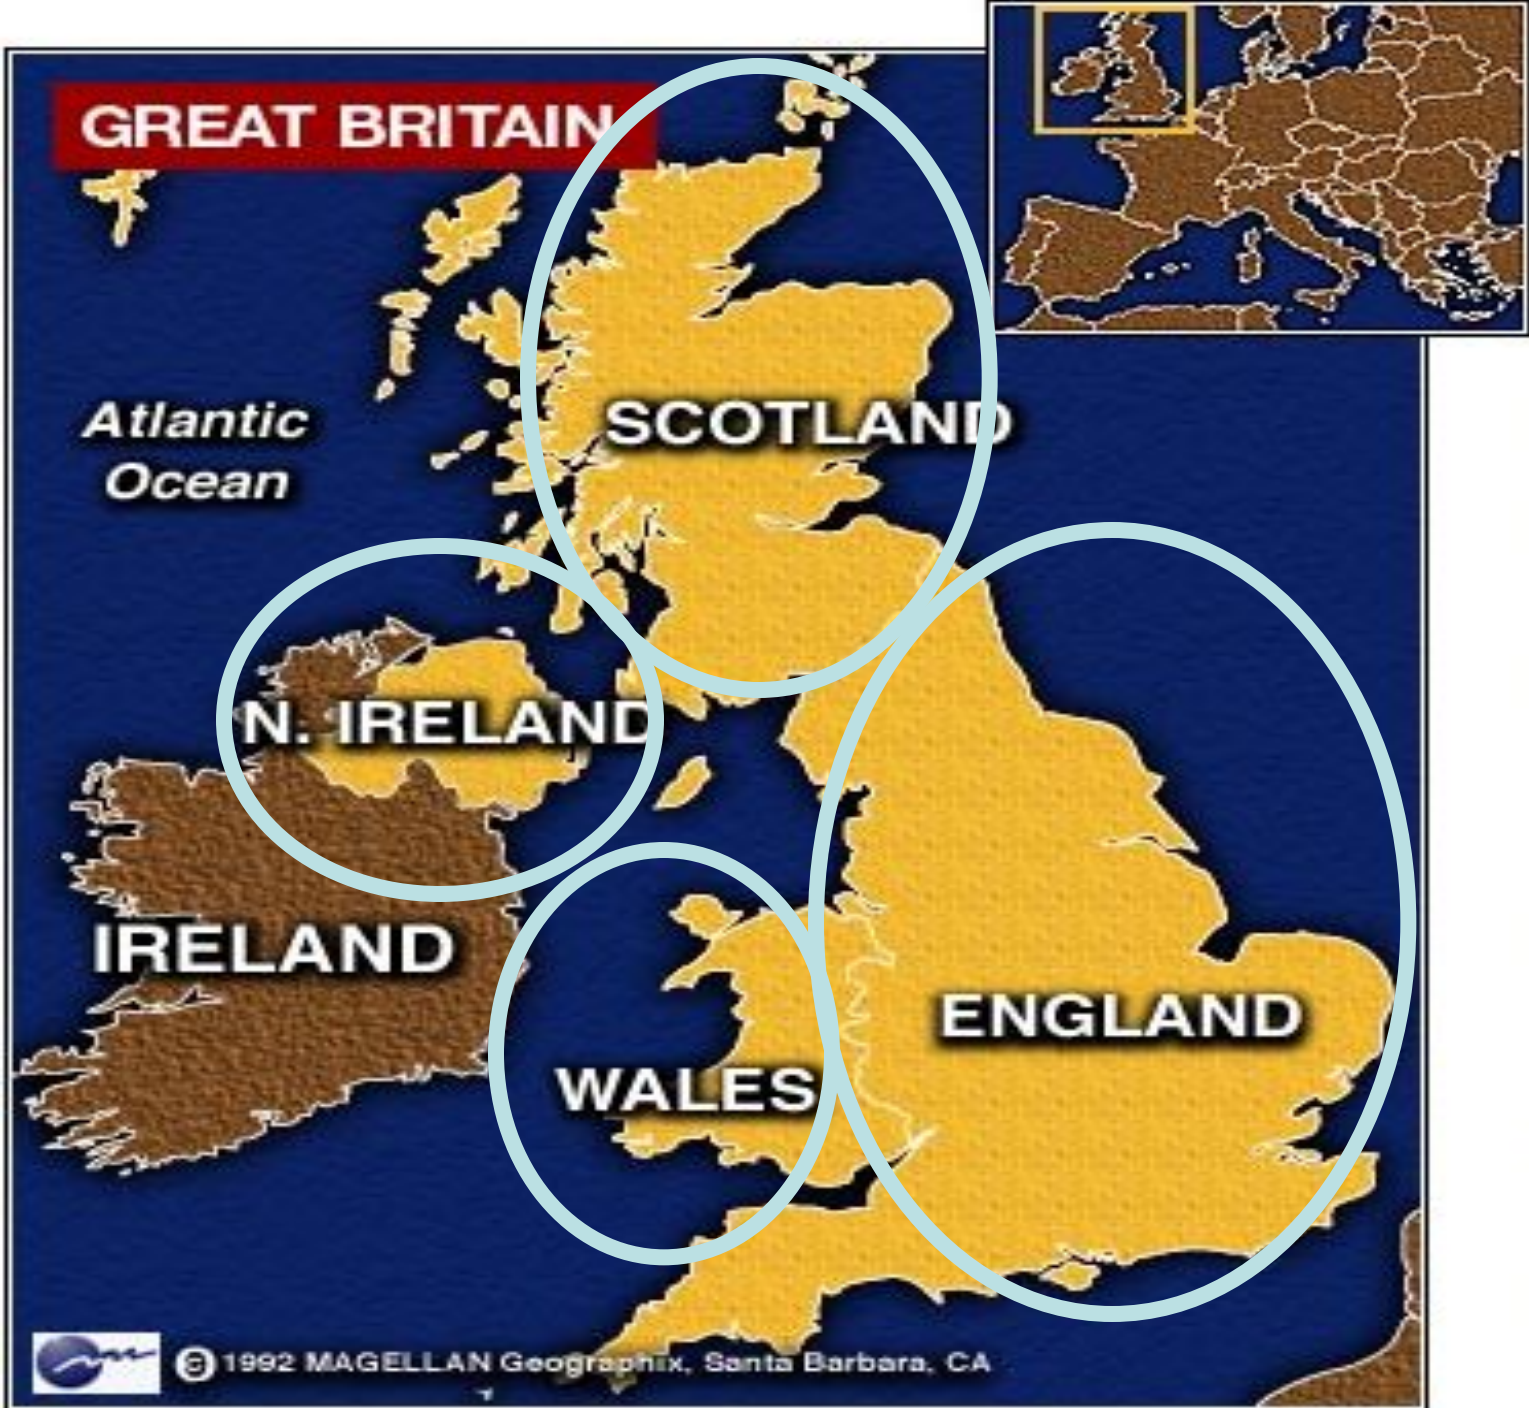 GREAT BRITAIN
Atlantic
Ocean
SCOTLAND
N. IRELAND
IRELAND
ENGLAND
WALES
© 1992 MAGELLAN Geographix, Santa Barbara, CA